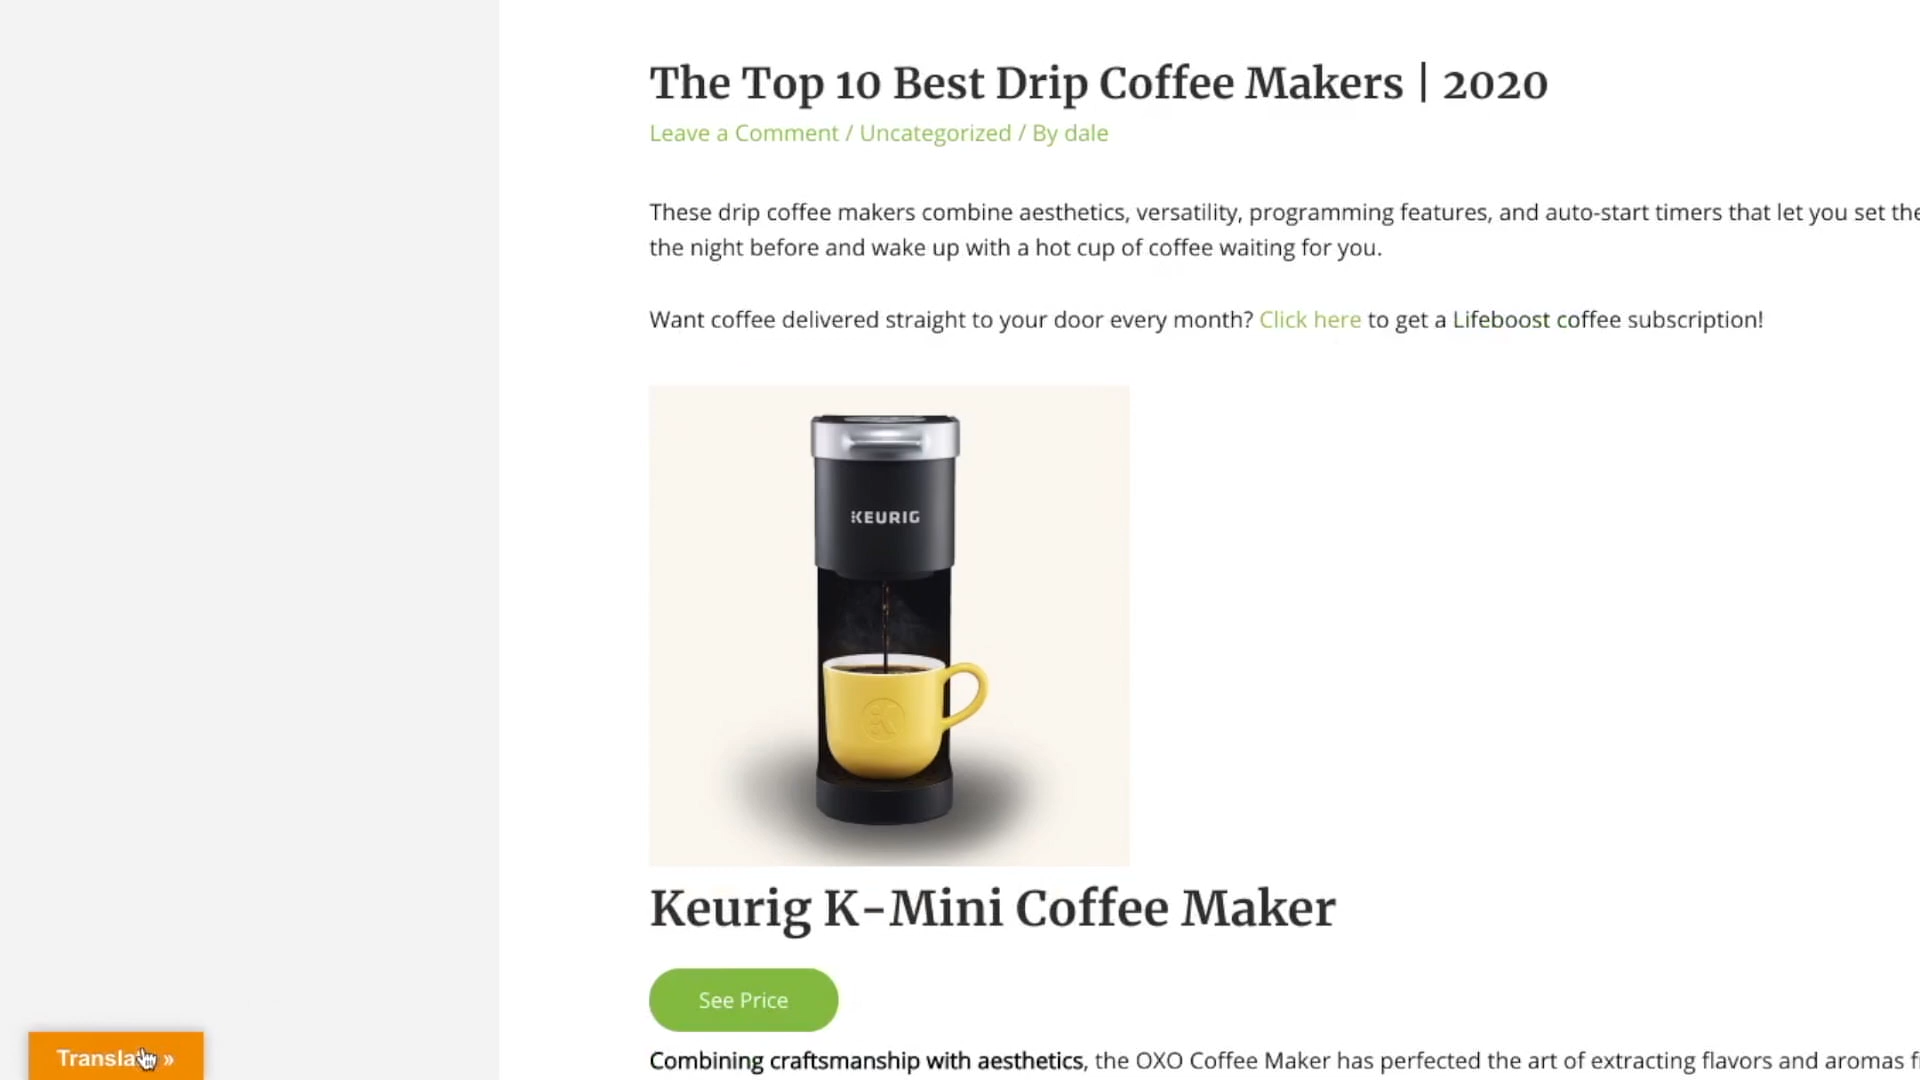 The Top 10 Best Drip Coffee Makers | 2020
Leave a Comment / Uncategorized / By dale
These drip coffee makers combine aesthetics, versatility, programming features, and auto-start timers that let you set the
the night before and wake up with a hot cup of coffee waiting for you.
Want coffee delivered straight to your door every month? Click here to get a Lifeboost coffee subscription!
KEURIG
Keurig K-Mini Coffee Maker
See Price
Combining craftsmanship with aesthetics, the OXO Coffee Maker has perfected the art of extracting flavors and aromas
»